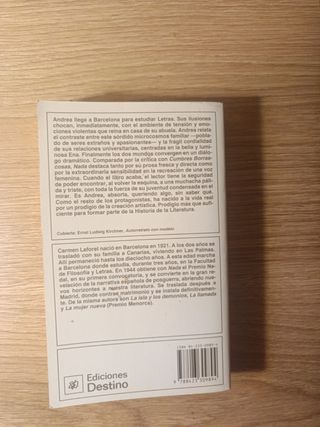 Andrea llega a Barcelona para estudiar Letras. Sus ilusiones
chocan, inmediatamente, con el ambiente de tensión y emo-
ciones violentas que reina en casa de su abuela. Andrea relata
el contraste entre este sórdido microcosmos familiar —pobla-
do de seres extraños y apasionantes— y la frágil cordialidad
de sus relaciones universitarias, centradas en la bella y lumi-
nosa Ena. Finalmente los dos mundos convergen en un diálo-
go dramático. Comparada por la crítica con Cumbres Borras-
cosas, Nada destaca tanto por su prosa fresca y directa como
por la extraordinaria sensibilidad en la recreación de una voz
femenina. Cuando el libro acabe, el lector tiene la seguridad
de poder encontrar, al volver la esquina, a una muchacha páli-
da y triste, con toda la fuerza de su juventud condensada en el
mirar. Es Andrea, absorta, queriendo algo, sin saber qué.
Como el resto de los protagonistas, ha nacido a la vida real
por un prodigio de la creación artística. Prodigio más que sufi-
ciente para formar parte de la Historia de la Literatura.
Cubierta: Ernst Ludwig Kirchner, Autorretrato con modelo
Carmen Laforet nació en Barcelona en 1921. A los dos años se
trasladó con su familia a Canarias, viviendo en Las Palmas.
Allí permaneció hasta los dieciocho años. A esta edad marcha
a Barcelona donde estudia, durante tres años, en la Facultad
de Filosofía y Letras. En 1944 obtiene con Nada el Premio Na-
dal, en su primera convocatoria, y se convierte en la gran re-
velación de la narrativa española de posguerra, abriendo nue-
vos horizontes a nuestra literatura. Se traslada después a
Madrid, donde contrae matrimonio y se instala definitivamen-
te. De la misma autora son La isla y los demonios, La llamada
y La mujer nueva (Premio Menorca).
Ediciones
Destino